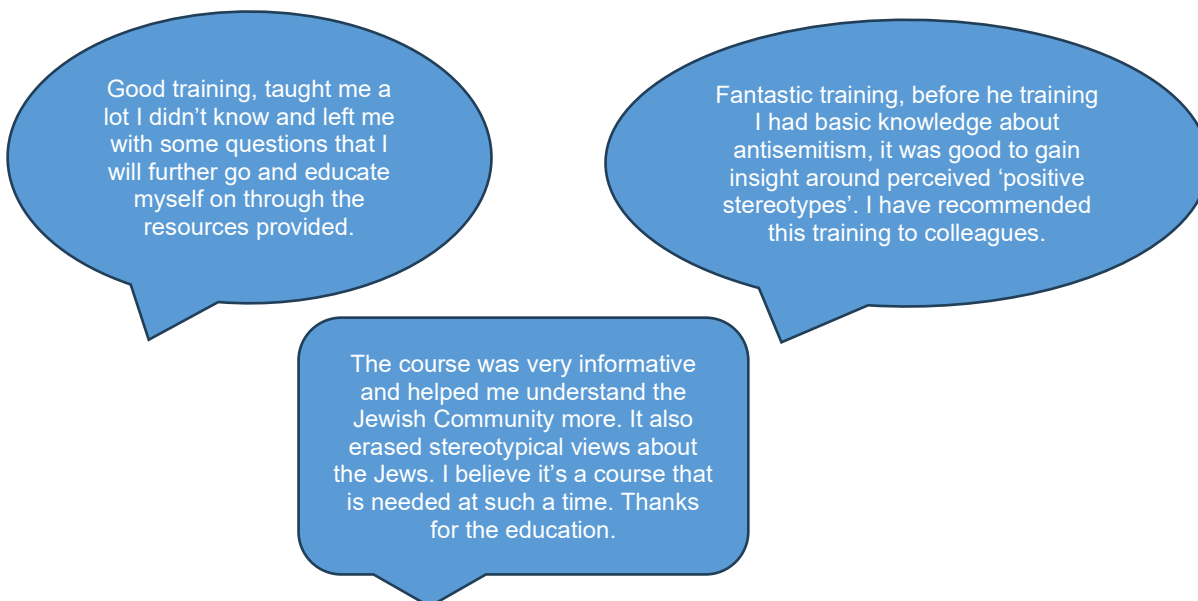 Good training, taught me a
lot I didn’t know and left me
with some questions that I
will further go and educate
myself on through the
resources provided.
Fantastic training, before he training
I had basic knowledge about
antisemitism, it was good to gain
insight around perceived ‘positive
stereotypes’. I have recommended
this training to colleagues.
The course was very informative
and helped me understand the
Jewish Community more. It also
erased stereotypical views about
the Jews. I believe it’s a course that
is needed at such a time. Thanks
for the education.